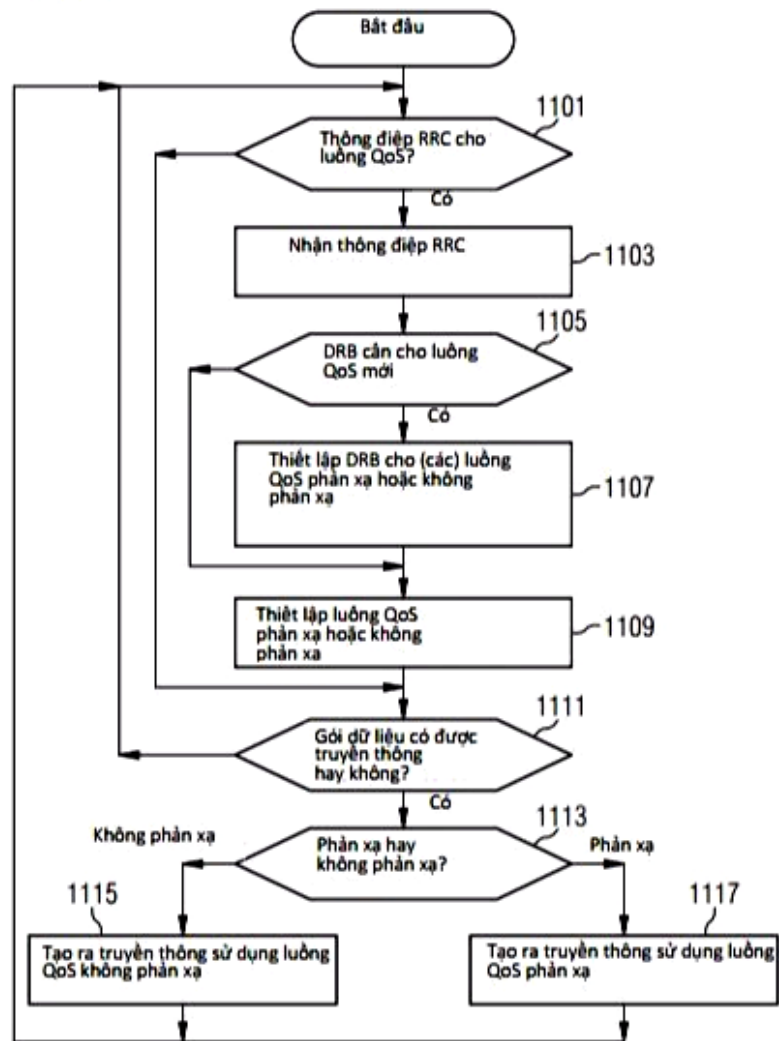 Bắt đầu
1101
Thông điệp RRC cho
luồng QoS?
Có
Nhận thông điệp RRC
1103
1105
DRB cần cho luồng
QoS mới
Có
Thiết lập DRB cho (các) luồng
QoS phản xạ hoặc không
phản xạ
1107
Thiết lập luồng QoS
phản xạ hoặc không
phản xa
1109
1111
Gói dữ liệu có được
truyền thông
hay không?
Có
1113
Không phản xạ
Phản xạ hay
không phản xạ?
Phản xạ
1115
1117
Tạo ra truyền thông sử dụng luồng
QoS không phản xạ
Tạo ra truyền thông sử dụng luồng
QoS phản xạ